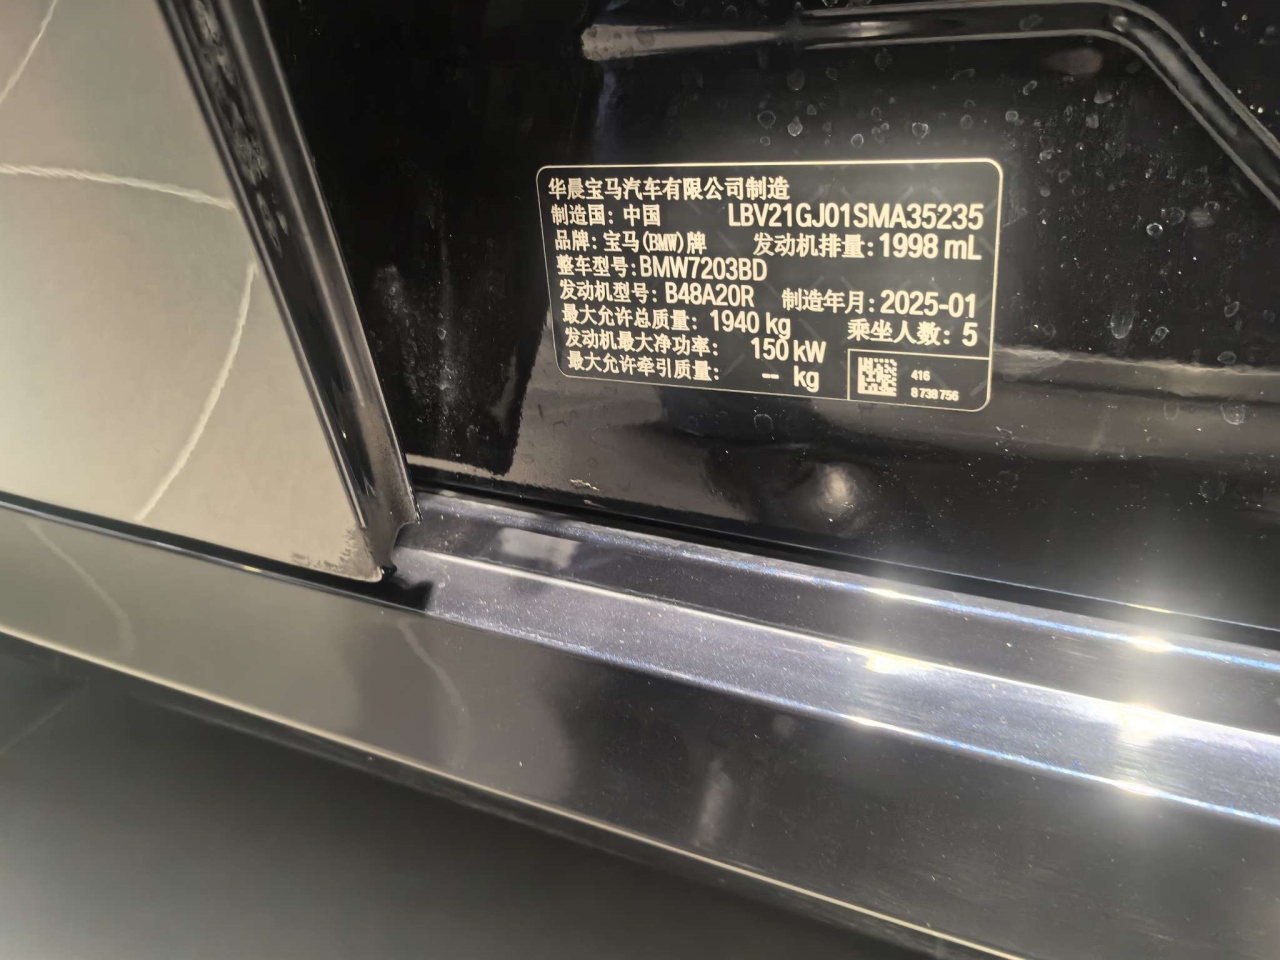 华晨宝马汽车有限公司制造
制造国: 中国 LBV21GJ01SMA35235
品牌: 宝马(BMW)牌 发动机排量: 1998 mL
整车型号: BMW7203BD
发动机型号: B48A20R 制造年月: 2025-01
最大允许总质量: 1940 kg 乘坐人数: 5
发动机最大净功率: 150 kW
最大允许牵引质量: -- kg
416
8 738 756